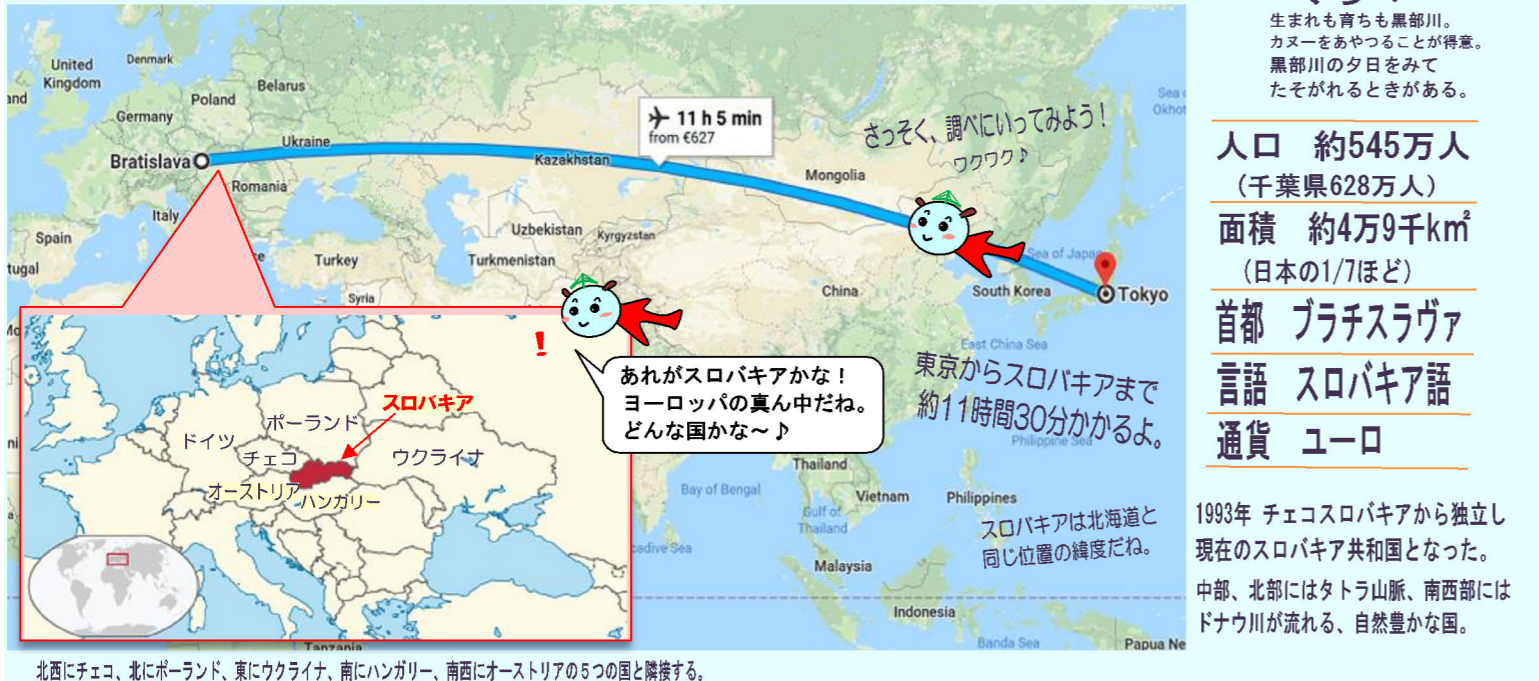 生まれも育ちも黒部川。
カヌーをあやつることが得意。
黒部川の夕日をみて
たそがれるときがある。
United
Kingdom
Denmark
Belarus
Poland
Germany
Ukraine
Bratislava
Romania
Italy
Spain
tugal
Turkey
Syria
Kazakhstan
Uzbekistan
Kyrgyzstan
Turkmenistan
Mongolia
China
South Korea
Sea of Japan
Tokyo
East China Sea
Philippine Sea
Thailand
Bay of Bengal
Gulf of
Thailand
Vietnam
Philippines
Malaysia
Indonesia
Banda Sea
Papua Ne
Tanzania
11 h 5 min
from €627
さっそく、調べにいってみよう！
ワクワク♪
！
あれがスロバキアかな！
ヨーロッパの真ん中だね。
どんな国かな～♪
東京からスロバキアまで
約11時間30分かかるよ。
スロバキアは北海道と
同じ位置の緯度だね。
スロバキア
ポーランド
ドイツ
チェコ
ウクライナ
オーストリア
ハンガリー
人口　約545万人
（千葉県628万人）
面積　約4万9千km²
（日本の1/7ほど）
首都　ブラチスラヴァ
言語　スロバキア語
通貨　ユーロ
1993年 チェコスロバキアから独立し
現在のスロバキア共和国となった。
中部、北部にはタトラ山脈、南西部には
ドナウ川が流れる、自然豊かな国。
北西にチェコ、北にポーランド、東にウクライナ、南にハンガリー、南西にオーストリアの５つの国と隣接する。